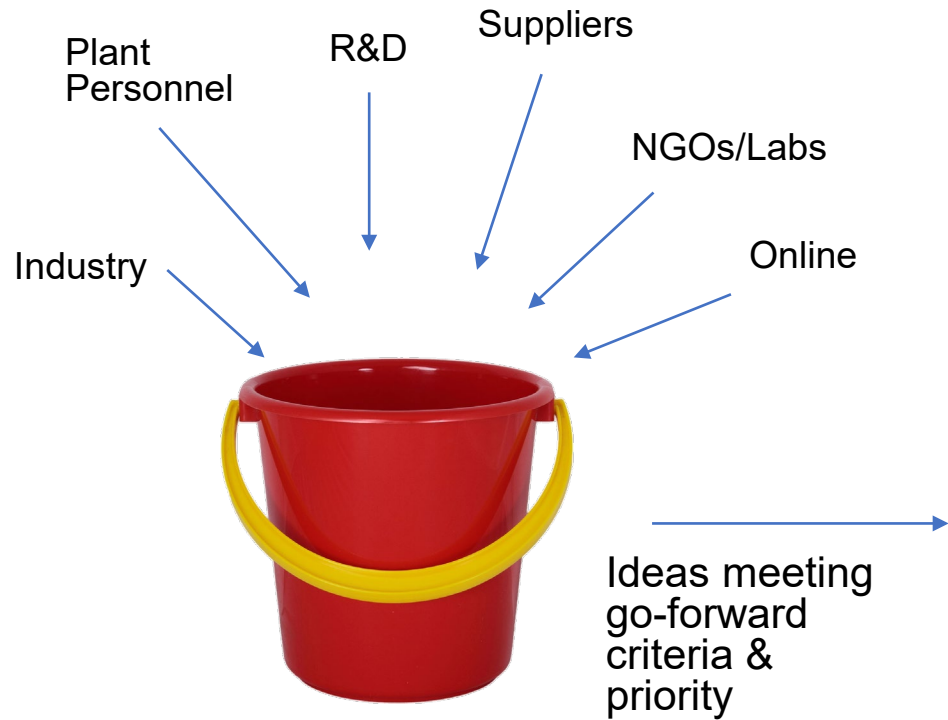 Suppliers
R&D
Plant
Personnel
NGOs/Labs
Online
Industry
Ideas meeting
go-forward
criteria &
priority